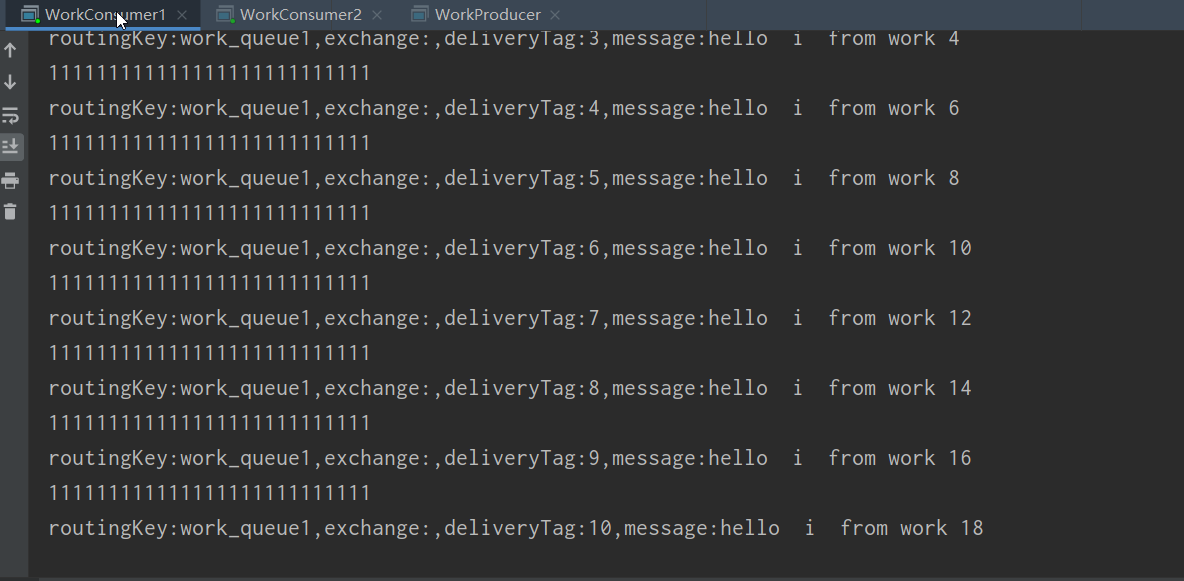 WorkConsumer1 WorkConsumer2 WorkProducer
routingKey:work_queue1,exchange:,deliveryTag:3,message:hello  i  from work 4
111111111111111111111111111
routingKey:work_queue1,exchange:,deliveryTag:4,message:hello  i  from work 6
111111111111111111111111111
routingKey:work_queue1,exchange:,deliveryTag:5,message:hello  i  from work 8
111111111111111111111111111
routingKey:work_queue1,exchange:,deliveryTag:6,message:hello  i  from work 10
111111111111111111111111111
routingKey:work_queue1,exchange:,deliveryTag:7,message:hello  i  from work 12
111111111111111111111111111
routingKey:work_queue1,exchange:,deliveryTag:8,message:hello  i  from work 14
111111111111111111111111111
routingKey:work_queue1,exchange:,deliveryTag:9,message:hello  i  from work 16
111111111111111111111111111
routingKey:work_queue1,exchange:,deliveryTag:10,message:hello  i  from work 18